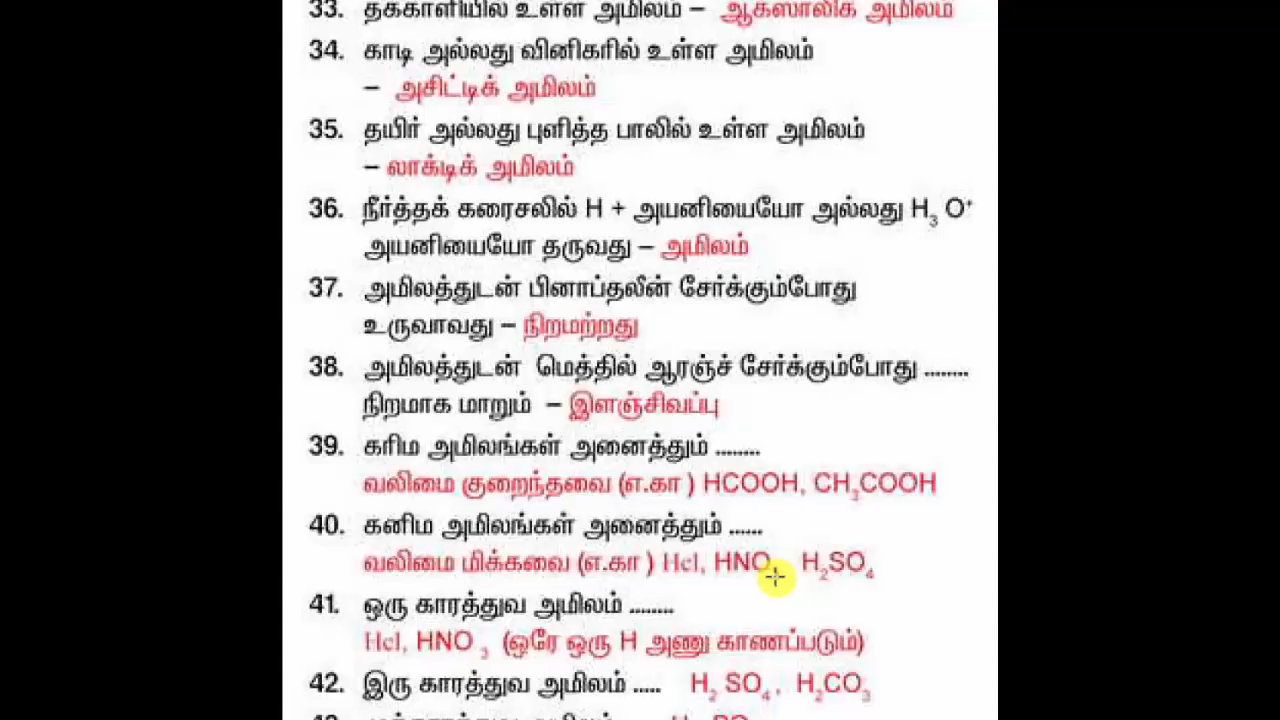 33. தக்காளியில் உள்ள அமிலம் – ஆக்ஸாலிக் அமிலம்
34. காடி அல்லது வினிகரில் உள்ள அமிலம்
– அசிட்டிக் அமிலம்
35. தயிர் அல்லது புளித்த பாலில் உள்ள அமிலம்
– லாக்டிக் அமிலம்
36. நீர்த்தக் கரைசலில் H + அயனியையோ அல்லது H₃ O⁺
அயனியையோ தருவது – அமிலம்
37. அமிலத்துடன் பினாப்தலீன் சேர்க்கும்போது
உருவாவது – நிறமற்றது
38. அமிலத்துடன் மெத்தில் ஆரஞ்ச் சேர்க்கும்போது ........
நிறமாக மாறும் – இளஞ்சிவப்பு
39. கரிம அமிலங்கள் அனைத்தும் ........
வலிமை குறைந்தவை (எ.கா ) HCOOH, CH₃COOH
40. கனிம அமிலங்கள் அனைத்தும் ......
வலிமை மிக்கவை (எ.கா ) Hcl, HNO H₂SO₄
41. ஒரு காரத்துவ அமிலம் ........
Hcl, HNO ₃ (ஒரே ஒரு H அணு காணப்படும்)
42. இரு காரத்துவ அமிலம் ..... H₂ SO₄ , H₂CO₃